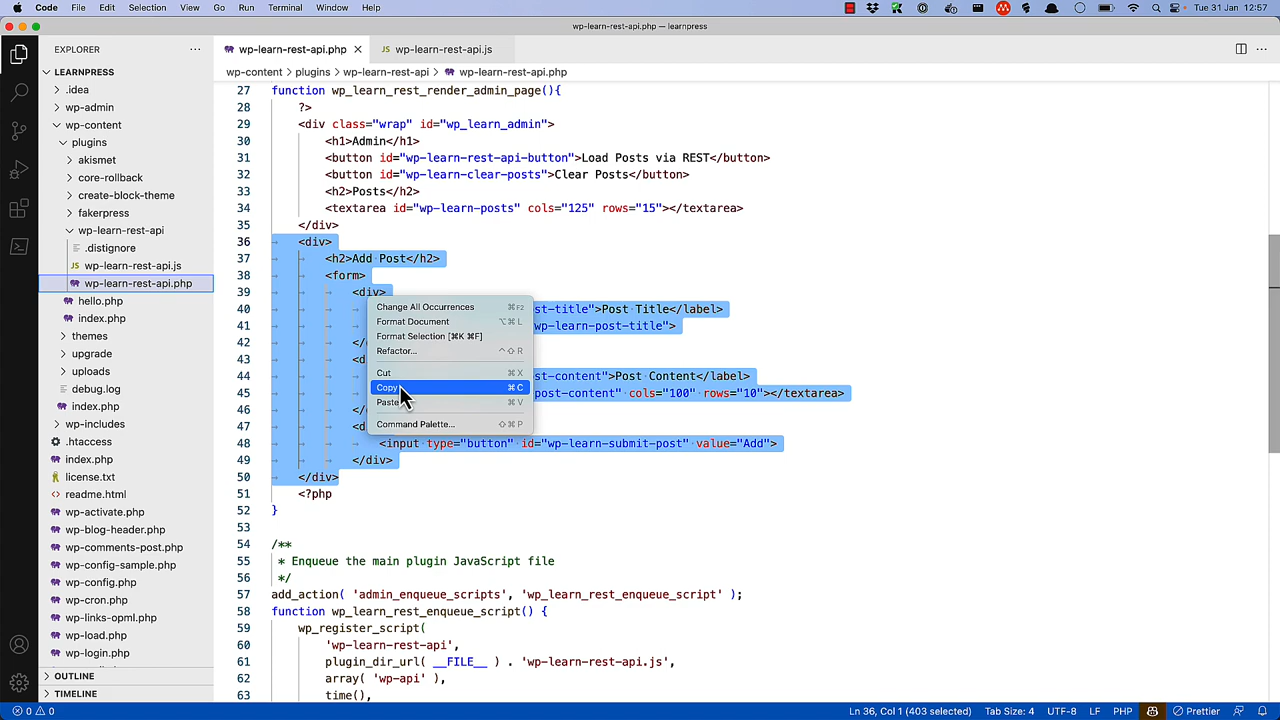 Code File Edit Selection View Go Run Terminal Window Help
Tue 31 Jan 12:57
wp-learn-rest-api.php — learnpress
EXPLORER
LEARNPRESS
.idea
wp-admin
wp-content
plugins
akismet
core-rollback
create-block-theme
fakerpress
wp-learn-rest-api
.distignore
JS wp-learn-rest-api.js
wp-learn-rest-api.php
hello.php
index.php
themes
upgrade
uploads
debug.log
index.php
wp-includes
.htaccess
index.php
license.txt
readme.html
wp-activate.php
wp-blog-header.php
wp-comments-post.php
wp-config-sample.php
wp-config.php
wp-cron.php
wp-links-opml.php
wp-load.php
wp-login.php
OUTLINE
TIMELINE
wp-learn-rest-api.php
JS wp-learn-rest-api.js
wp-content > plugins > wp-learn-rest-api > wp-learn-rest-api.php
27 function wp_learn_rest_render_admin_page(){
28 ?>
29 <div class="wrap" id="wp_learn_admin">
30 <h1>Admin</h1>
31 <button id="wp-learn-rest-api-button">Load Posts via REST</button>
32 <button id="wp-learn-clear-posts">Clear Posts</button>
33 <h2>Posts</h2>
34 <textarea id="wp-learn-posts" cols="125" rows="15"></textarea>
35 </div>
36 <div>
37 <h2>Add Post</h2>
38 <form>
39 <div>
40 st-title">Post Title</label>
41 wp-learn-post-title">
42 </
43 <d
44 st-content">Post Content</label>
45 post-content" cols="100" rows="10"></textarea>
46 </
47 <d
48 <input type="button" id="wp-learn-submit-post" value="Add">
49 </div>
50 </div>
51 <?php
52 }
53
54 /**
55 * Enqueue the main plugin JavaScript file
56 */
57 add_action( 'admin_enqueue_scripts', 'wp_learn_rest_enqueue_script' );
58 function wp_learn_rest_enqueue_script() {
59 wp_register_script(
60 'wp-learn-rest-api',
61 plugin_dir_url( __FILE__ ) . 'wp-learn-rest-api.js',
62 array( 'wp-api' ),
63 time(),
Change All Occurrences ⌘F2
Format Document ⌥⌘L
Format Selection [⌘K ⌘F]
Refactor... ⌃⇧R
Cut ⌘X
Copy ⌘C
Paste ⌘V
Command Palette... ⇧⌘P
0 0
Ln 36, Col 1 (403 selected) Tab Size: 4 UTF-8 LF PHP Prettier